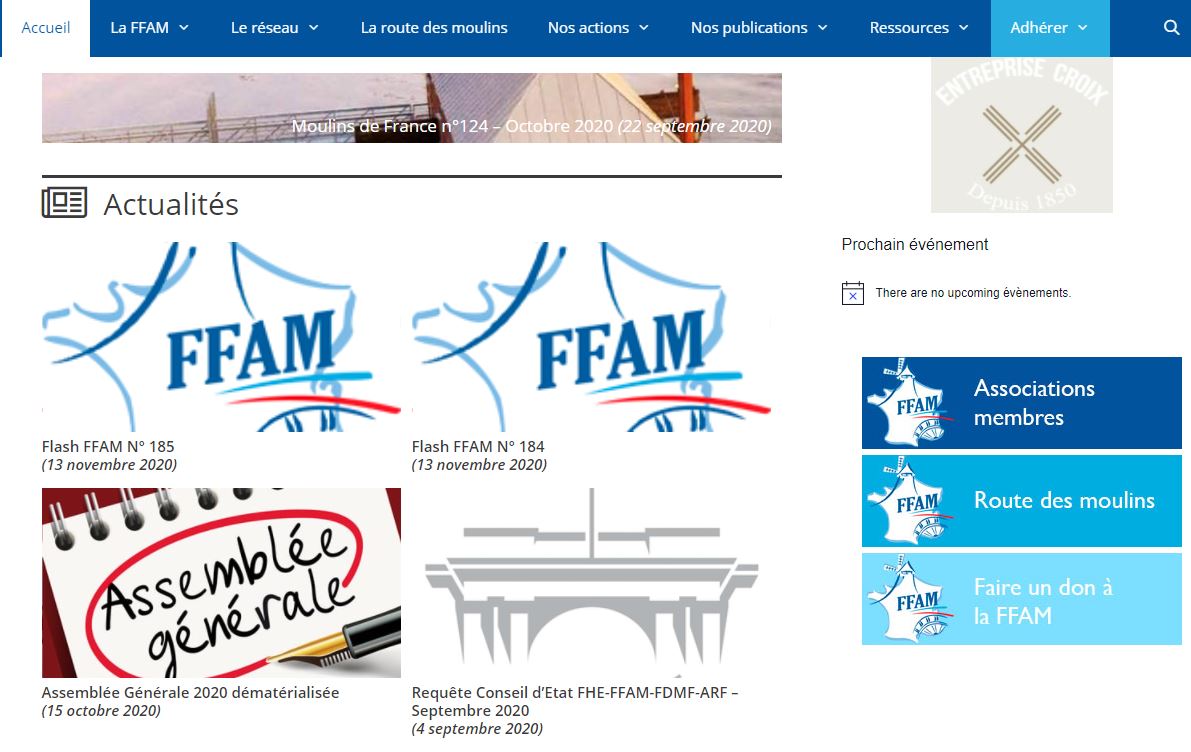 Accueil La FFAM Le réseau La route des moulins Nos actions Nos publications Ressources Adhérer
Moulins de France n°124 – Octobre 2020 (22 septembre 2020)
Actualités
FFAM
FFAM
Flash FFAM N° 185
(13 novembre 2020)
Flash FFAM N° 184
(13 novembre 2020)
Assemblée
générale
Assemblée Générale 2020 dématérialisée
(15 octobre 2020)
Requête Conseil d’Etat FHE-FFAM-FDMF-ARF –
Septembre 2020
(4 septembre 2020)
ENTREPRISE CROIX
Depuis 1850
Prochain événement
There are no upcoming évènements.
FFAM
Associations
membres
FFAM
Route des moulins
FFAM
Faire un don à
la FFAM